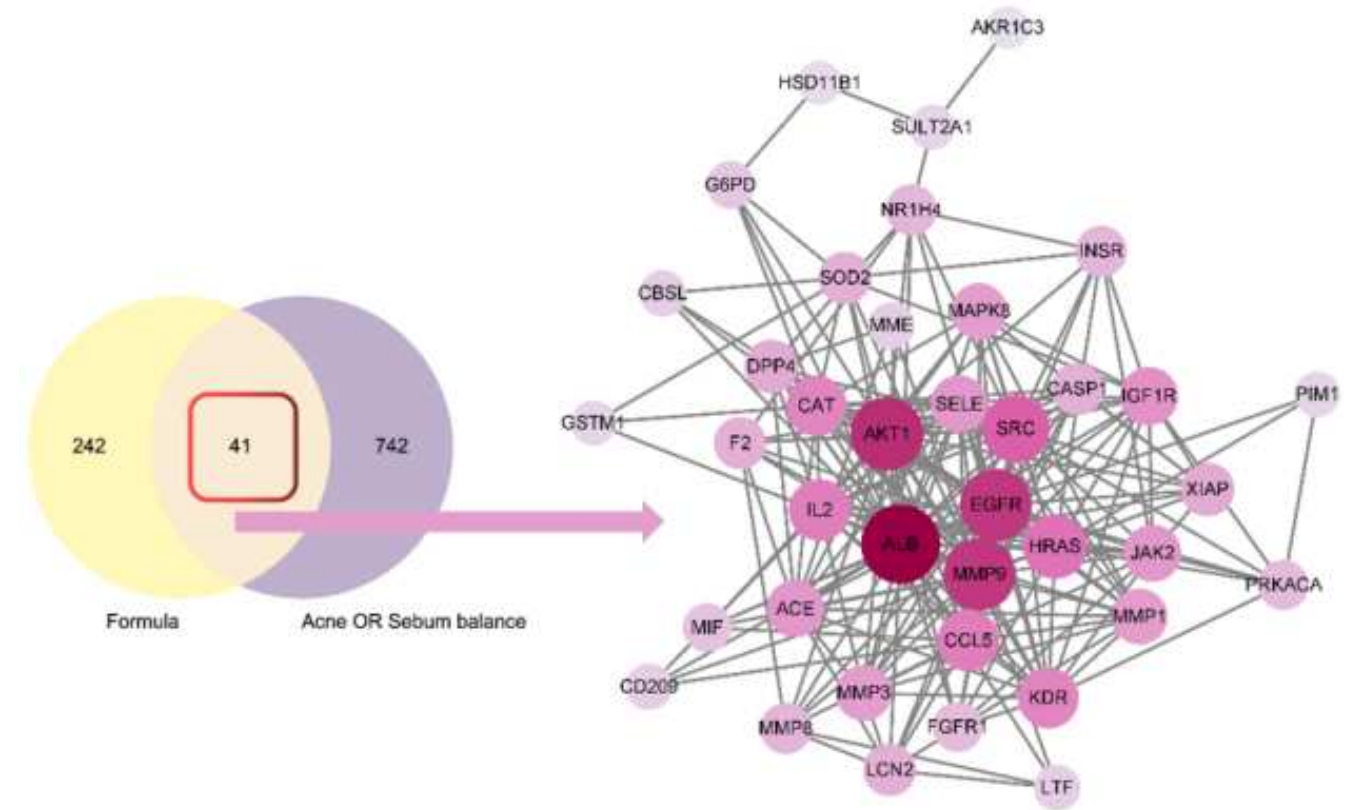 242
41
742
Formula
Acne OR Sebum balance
AKR1C3
HSD11B1
SULT2A1
G6PD
NR1H4
INSR
SOD2
CBSL
MAPK8
MME
DPP4
CASP1
IGF1R
PIM1
CAT
SELE
GSTM1
AKT1
SRC
F2
XIAP
EGFR
IL2
ALB
HRAS
JAK2
MMP9
PRKACA
ACE
MMP1
MIF
CCL5
CD209
MMP3
KDR
MMP8
FGFR1
LCN2
LTF